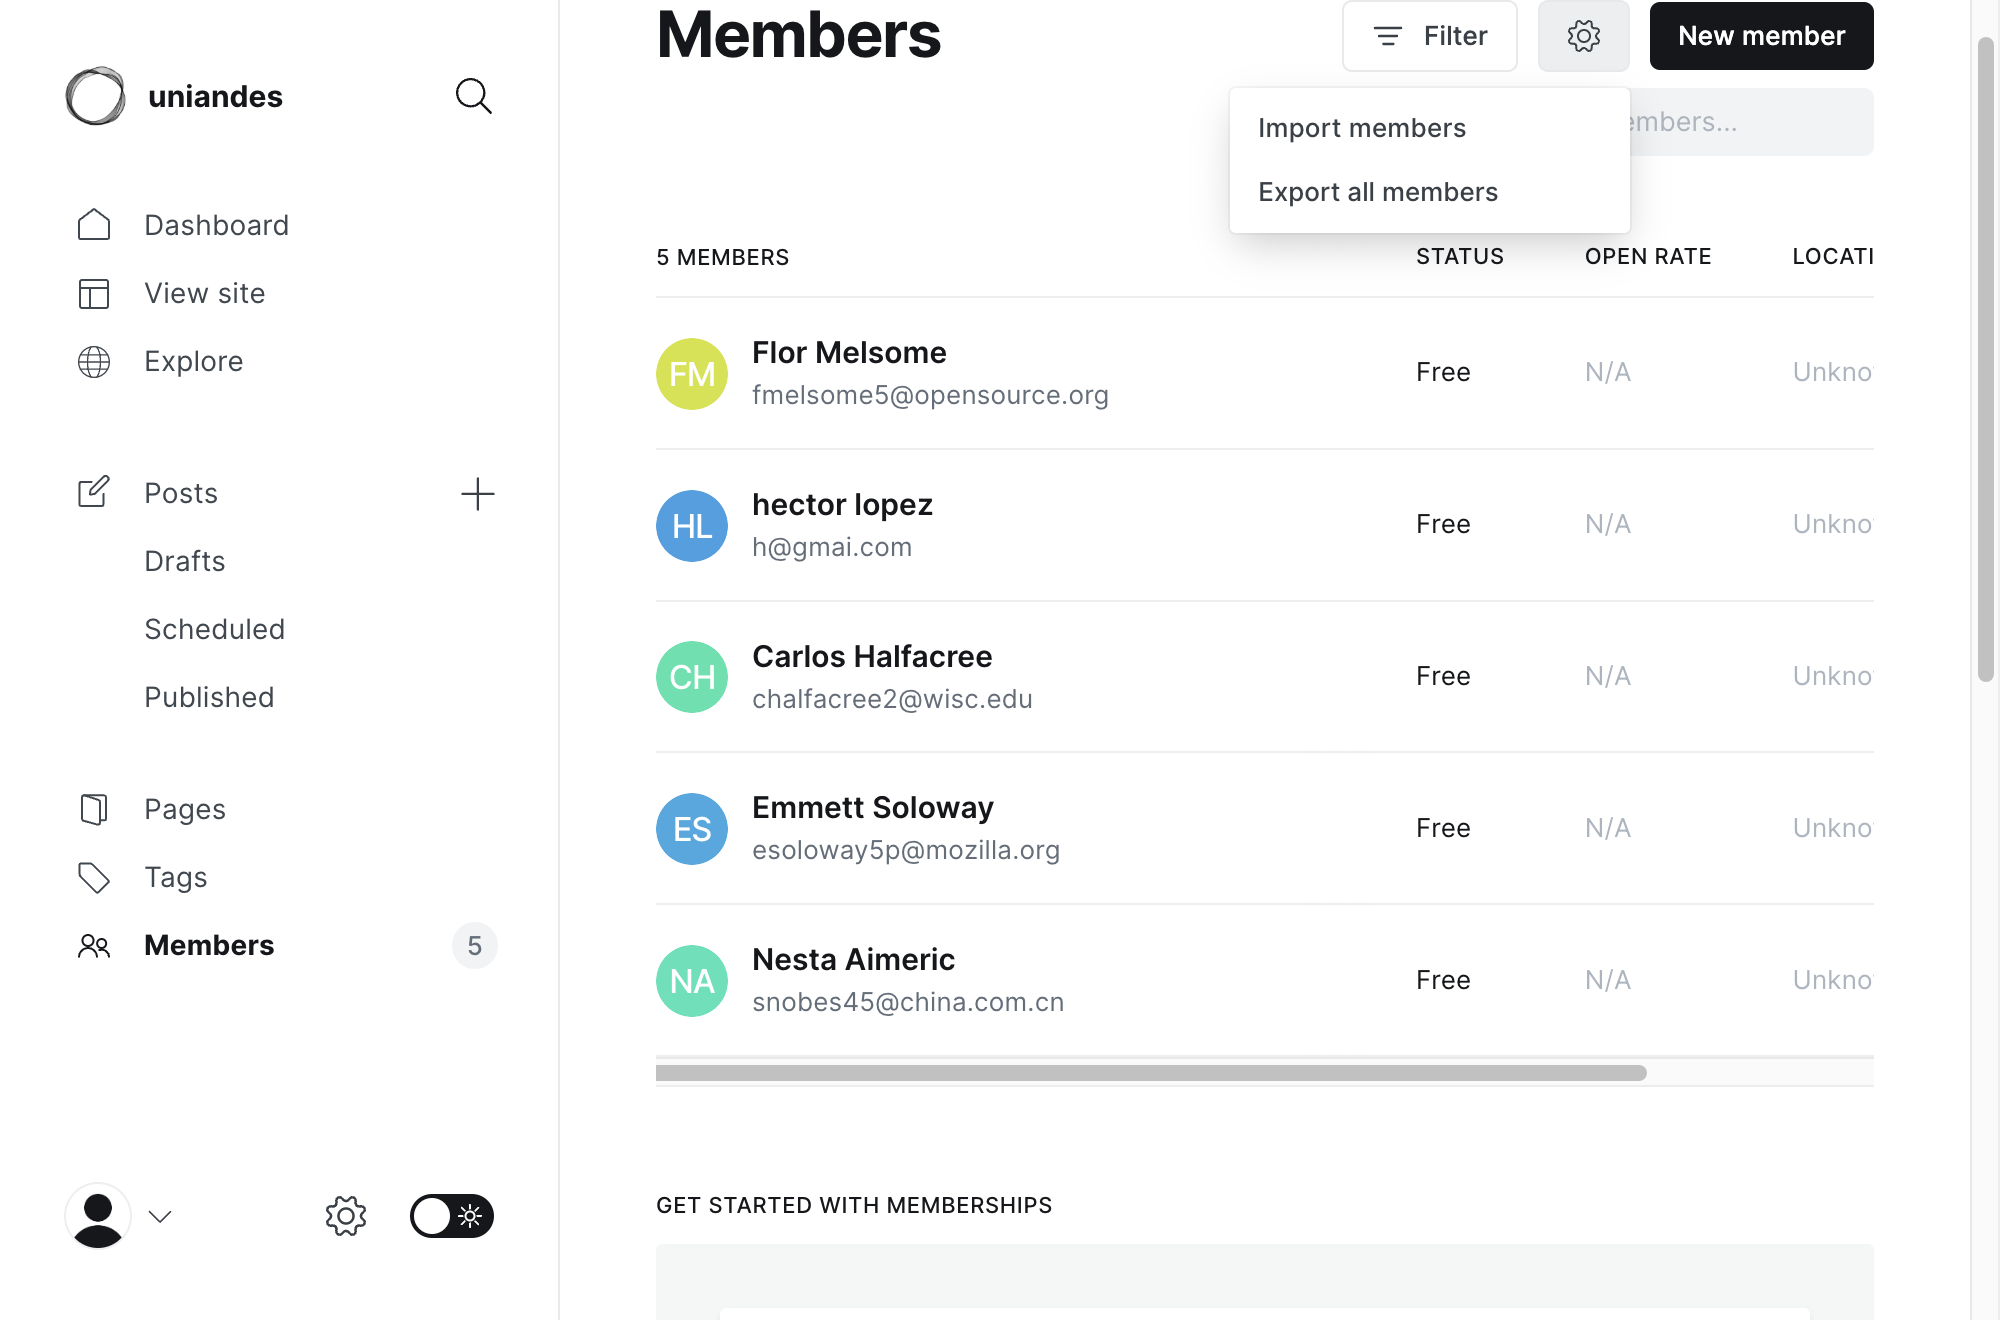 uniandes
Dashboard
View site
Explore
Posts
Drafts
Scheduled
Published
Pages
Tags
Members 5
Members
Filter
New member
Import members
Export all members
embers...
5 MEMBERS STATUS OPEN RATE LOCATI
FM Flor Melsome
fmelsome5@opensource.org
Free N/A Unkno
HL hector lopez
h@gmai.com
Free N/A Unkno
CH Carlos Halfacree
chalfacree2@wisc.edu
Free N/A Unkno
ES Emmett Soloway
esoloway5p@mozilla.org
Free N/A Unkno
NA Nesta Aimeric
snobes45@china.com.cn
Free N/A Unkno
GET STARTED WITH MEMBERSHIPS